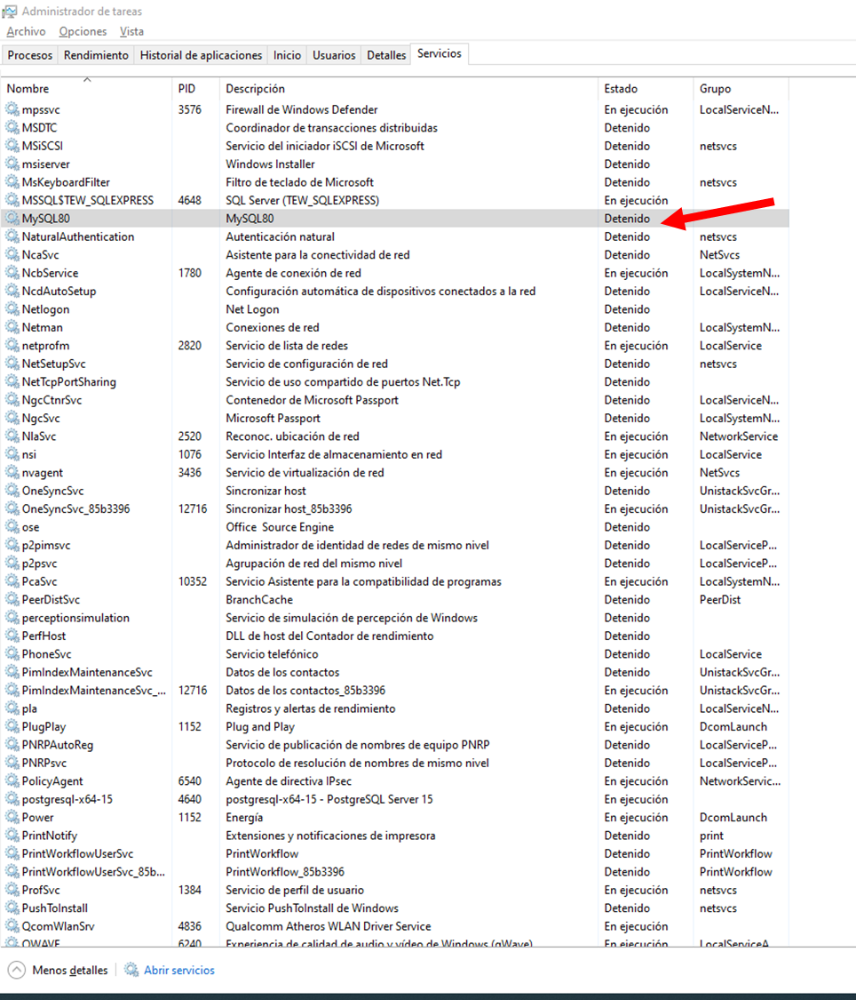 Administrador de tareas
Archivo Opciones Vista
Procesos Rendimiento Historial de aplicaciones Inicio Usuarios Detalles Servicios
Nombre PID Descripción Estado Grupo
mpssvc 3576 Firewall de Windows Defender En ejecución LocalServiceN...
MSDTC Coordinador de transacciones distribuidas Detenido
MSiSCSI Servicio del iniciador iSCSI de Microsoft Detenido netsvcs
msiserver Windows Installer Detenido
MsKeyboardFilter Filtro de teclado de Microsoft Detenido netsvcs
MSSQL$TEW_SQLEXPRESS 4648 SQL Server (TEW_SQLEXPRESS) En ejecución
MySQL80 MySQL80 Detenido
NaturalAuthentication Autenticación natural Detenido netsvcs
NcaSvc Asistente para la conectividad de red Detenido NetSvcs
NcbService 1780 Agente de conexión de red En ejecución LocalSystemN...
NcdAutoSetup Configuración automática de dispositivos conectados a la red Detenido LocalServiceN...
Netlogon Net Logon Detenido
Netman Conexiones de red Detenido LocalSystemN...
netprofm 2820 Servicio de lista de redes En ejecución LocalService
NetSetupSvc Servicio de configuración de red Detenido netsvcs
NetTcpPortSharing Servicio de uso compartido de puertos Net.Tcp Detenido
NgcCtnrSvc Contenedor de Microsoft Passport Detenido LocalServiceN...
NgcSvc Microsoft Passport Detenido LocalSystemN...
NlaSvc 2520 Reconoc. ubicación de red En ejecución NetworkService
nsi 1076 Servicio Interfaz de almacenamiento en red En ejecución LocalService
nvagent 3436 Servicio de virtualización de red En ejecución NetSvcs
OneSyncSvc Sincronizar host Detenido UnistackSvcGr...
OneSyncSvc_85b3396 12716 Sincronizar host_85b3396 En ejecución UnistackSvcGr...
ose Office  Source Engine Detenido
p2pimsvc Administrador de identidad de redes de mismo nivel Detenido LocalServiceP...
p2psvc Agrupación de red del mismo nivel Detenido LocalServiceP...
PcaSvc 10352 Servicio Asistente para la compatibilidad de programas En ejecución LocalSystemN...
PeerDistSvc BranchCache Detenido PeerDist
perceptionsimulation Servicio de simulación de percepción de Windows Detenido
PerfHost DLL de host del Contador de rendimiento Detenido
PhoneSvc Servicio telefónico Detenido LocalService
PimIndexMaintenanceSvc Datos de los contactos Detenido UnistackSvcGr...
PimIndexMaintenanceSvc_... 12716 Datos de los contactos_85b3396 En ejecución UnistackSvcGr...
pla Registros y alertas de rendimiento Detenido LocalServiceN...
PlugPlay 1152 Plug and Play En ejecución DcomLaunch
PNRPAutoReg Servicio de publicación de nombres de equipo PNRP Detenido LocalServiceP...
PNRPsvc Protocolo de resolución de nombres de mismo nivel Detenido LocalServiceP...
PolicyAgent 6540 Agente de directiva IPsec En ejecución NetworkServic...
postgresql-x64-15 4640 postgresql-x64-15 - PostgreSQL Server 15 En ejecución
Power 1152 Energía En ejecución DcomLaunch
PrintNotify Extensiones y notificaciones de impresora Detenido print
PrintWorkflowUserSvc PrintWorkflow Detenido PrintWorkflow
PrintWorkflowUserSvc_85b... PrintWorkflow_85b3396 Detenido PrintWorkflow
ProfSvc 1384 Servicio de perfil de usuario En ejecución netsvcs
PushToInstall Servicio PushToInstall de Windows Detenido netsvcs
QcomWlanSrv 4836 Qualcomm Atheros WLAN Driver Service En ejecución
QWAVE 6240 Experiencia de calidad de audio y vídeo de Windows (qWave) En ejecución LocalServiceA...
Menos detalles Abrir servicios